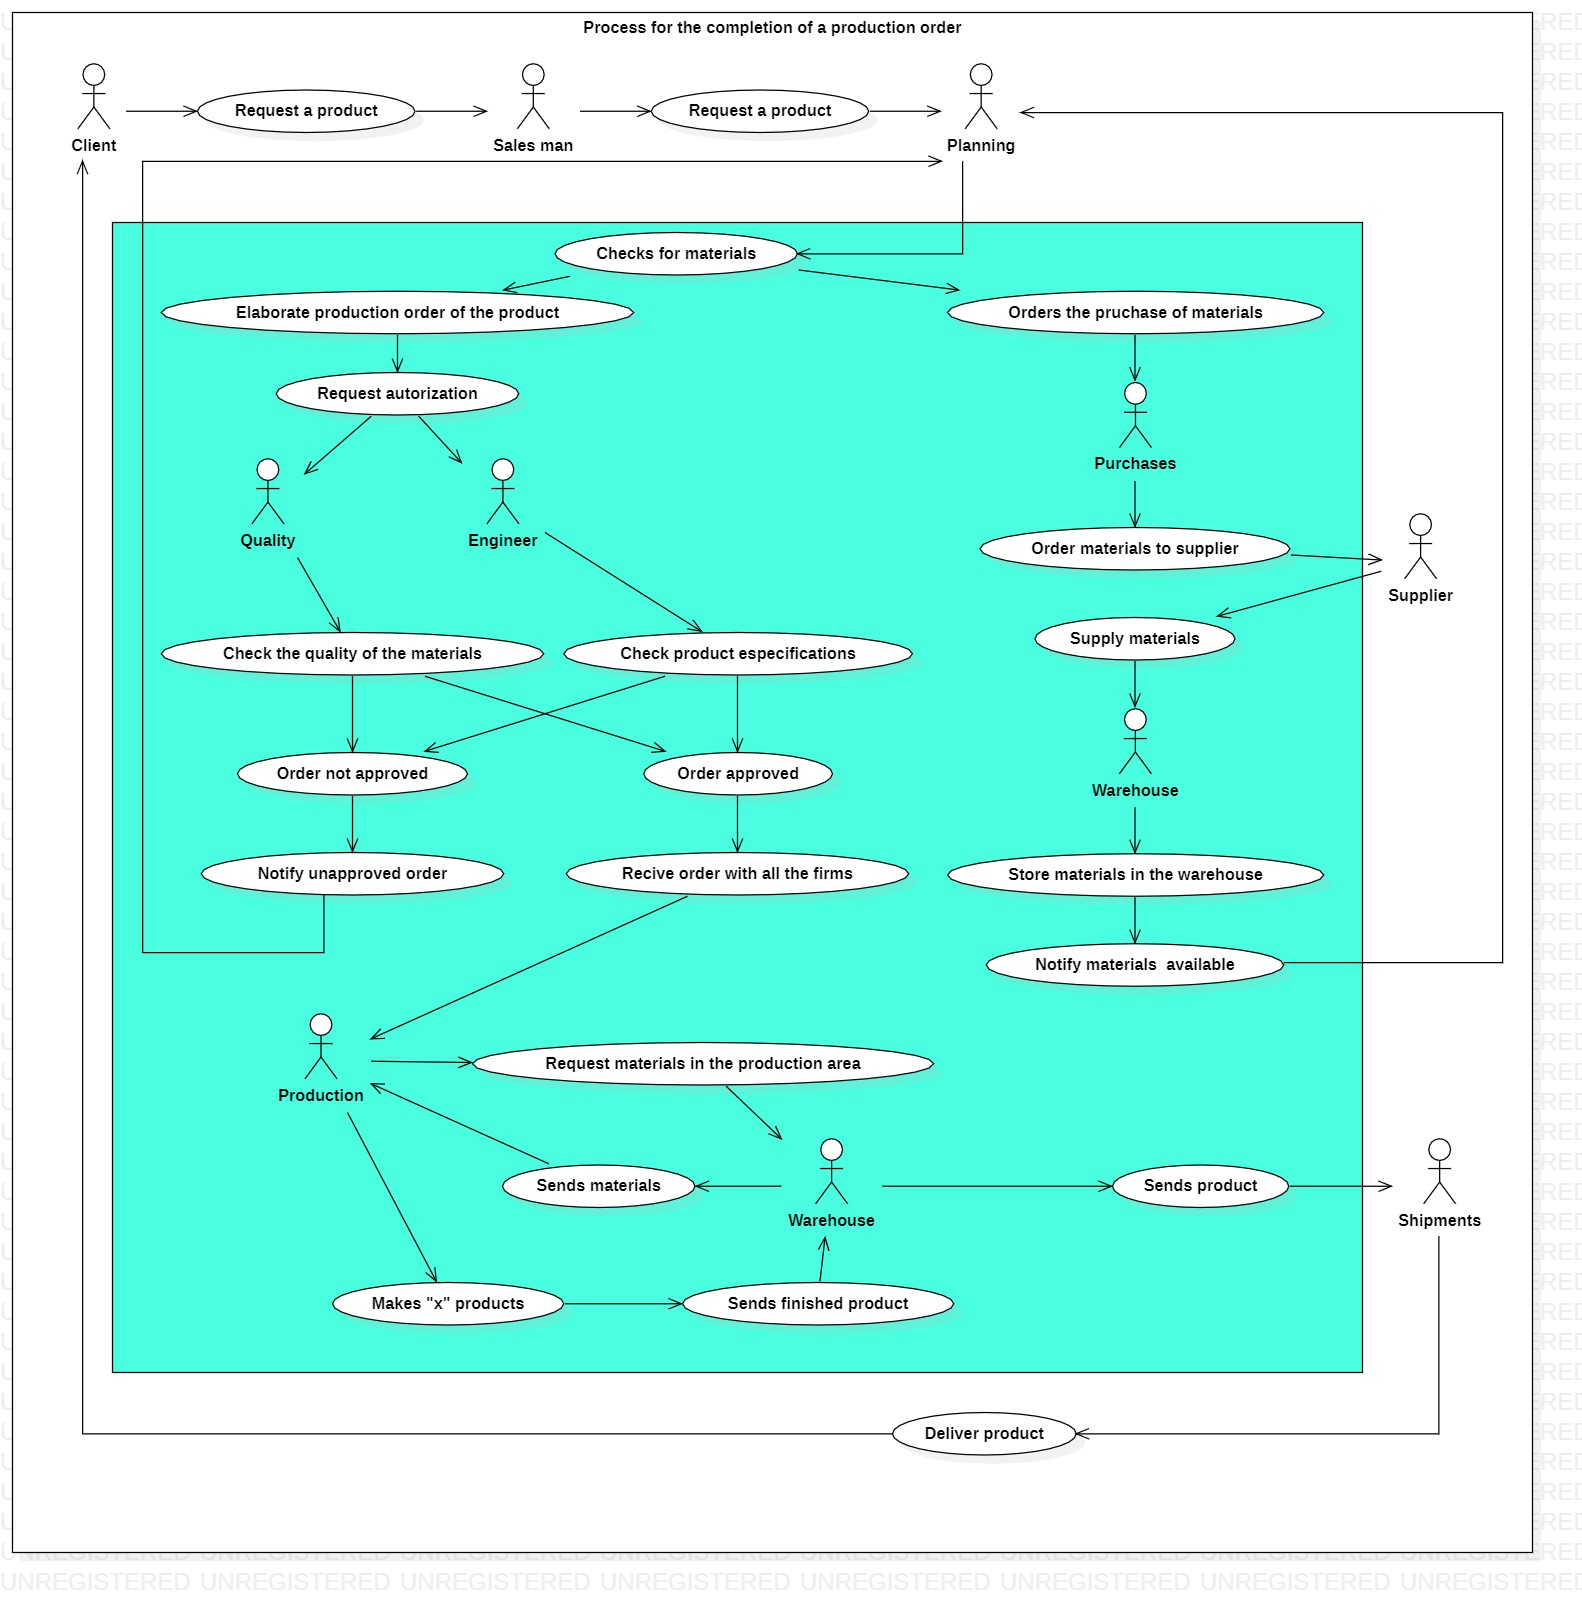 Process for the completion of a production order
Request a product
Request a product
Client
Sales man
Planning
Checks for materials
Elaborate production order of the product
Orders the pruchase of materials
Request autorization
Purchases
Quality
Engineer
Order materials to supplier
Supplier
Supply materials
Check the quality of the materials
Check product especifications
Order not approved
Order approved
Warehouse
Notify unapproved order
Recive order with all the firms
Store materials in the warehouse
Notify materials  available
Request materials in the production area
Production
Sends materials
Sends product
Warehouse
Shipments
Makes "x" products
Sends finished product
Deliver product
UNREGISTERED UNREGISTERED UNREGISTERED UNREGISTERED UNREGISTERED UNREGISTERED UNREGISTERED UNREGISTERED